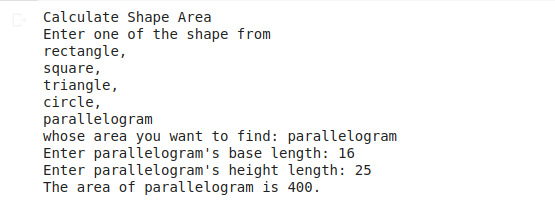 Calculate Shape Area
Enter one of the shape from
rectangle,
square,
triangle,
circle,
parallelogram
whose area you want to find: parallelogram
Enter parallelogram's base length: 16
Enter parallelogram's height length: 25
The area of parallelogram is 400.